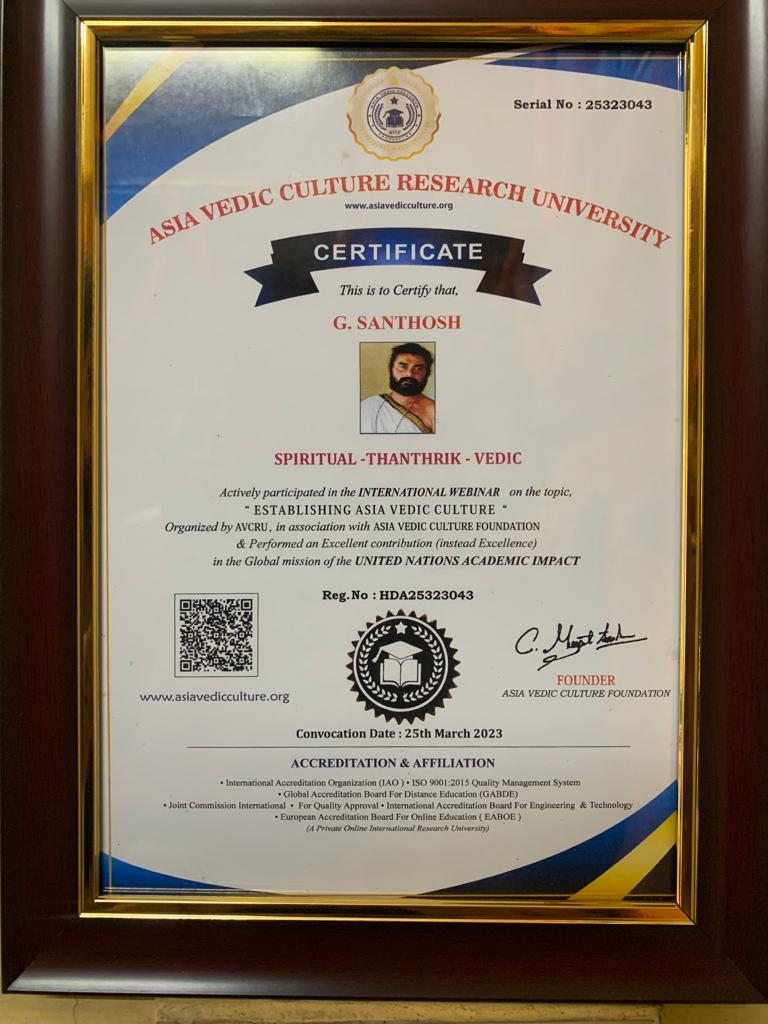 Serial No : 25323043
ASIA VEDIC CULTURE RESEARCH UNIVERSITY
www.asiavedicculture.org
CERTIFICATE
This is to Certify that,
G. SANTHOSH
SPIRITUAL -THANTHRIK - VEDIC
Actively participated in the INTERNATIONAL WEBINAR on the topic,
" ESTABLISHING ASIA VEDIC CULTURE "
Organized by AVCRU, in association with ASIA VEDIC CULTURE FOUNDATION
& Performed an Excellent contribution (instead Excellence)
in the Global mission of the UNITED NATIONS ACADEMIC IMPACT
Reg. No : HDA25323043
www.asiavedicculture.org
FOUNDER
ASIA VEDIC CULTURE FOUNDATION
Convocation Date : 25th March 2023
ACCREDITATION & AFFILIATION
• International Accreditation Organization (IAO ) • ISO 9001:2015 Quality Management System
• Global Accreditation Board For Distance Education (GABDE)
• Joint Commission International • For Quality Approval • International Accreditation Board For Engineering & Technology
• European Accreditation Board For Online Education ( EABOE )
(A Private Online International Research University)